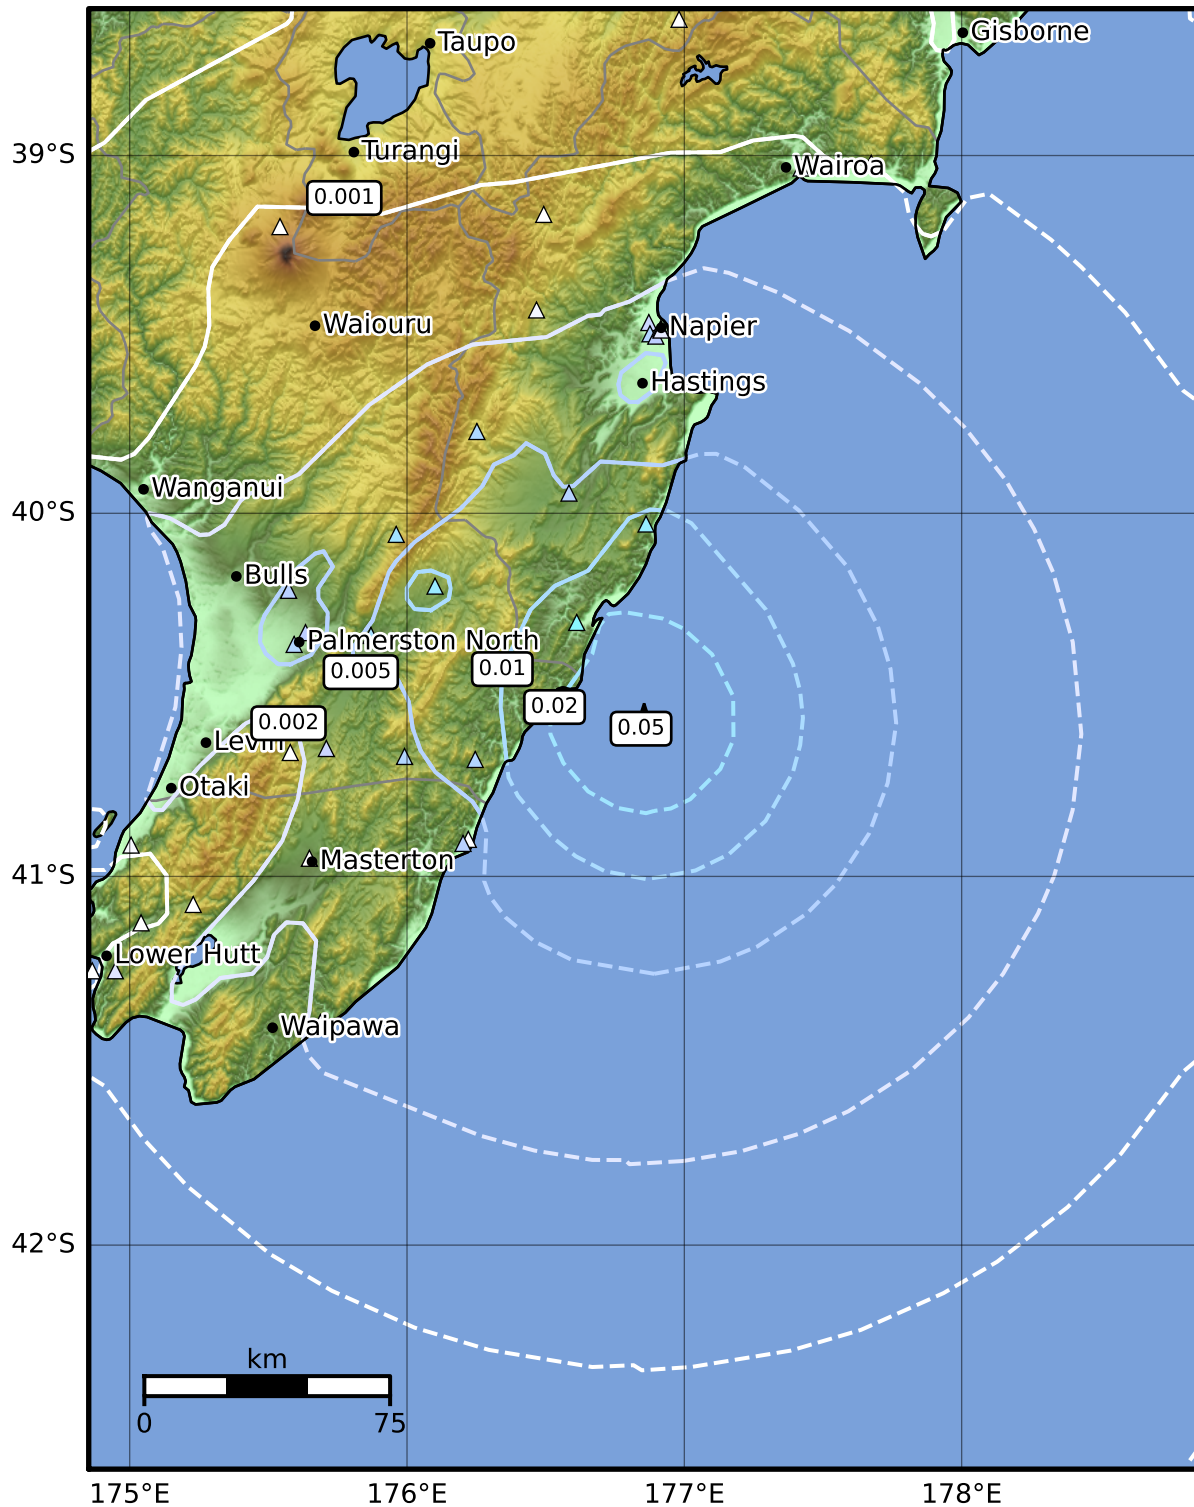 Gisborne
Taupo
Turangi
39°S
Wairoa
0.001
Waiouru
Napier
Hastings
Wanganui
40°S
Bulls
Palmerston North
0.005
0.01
0.02
0.002
0.05
Levin
Otaki
Masterton
41°S
Lower Hutt
Waipawa
42°S
km
0
75
175°E
176°E
177°E
178°E